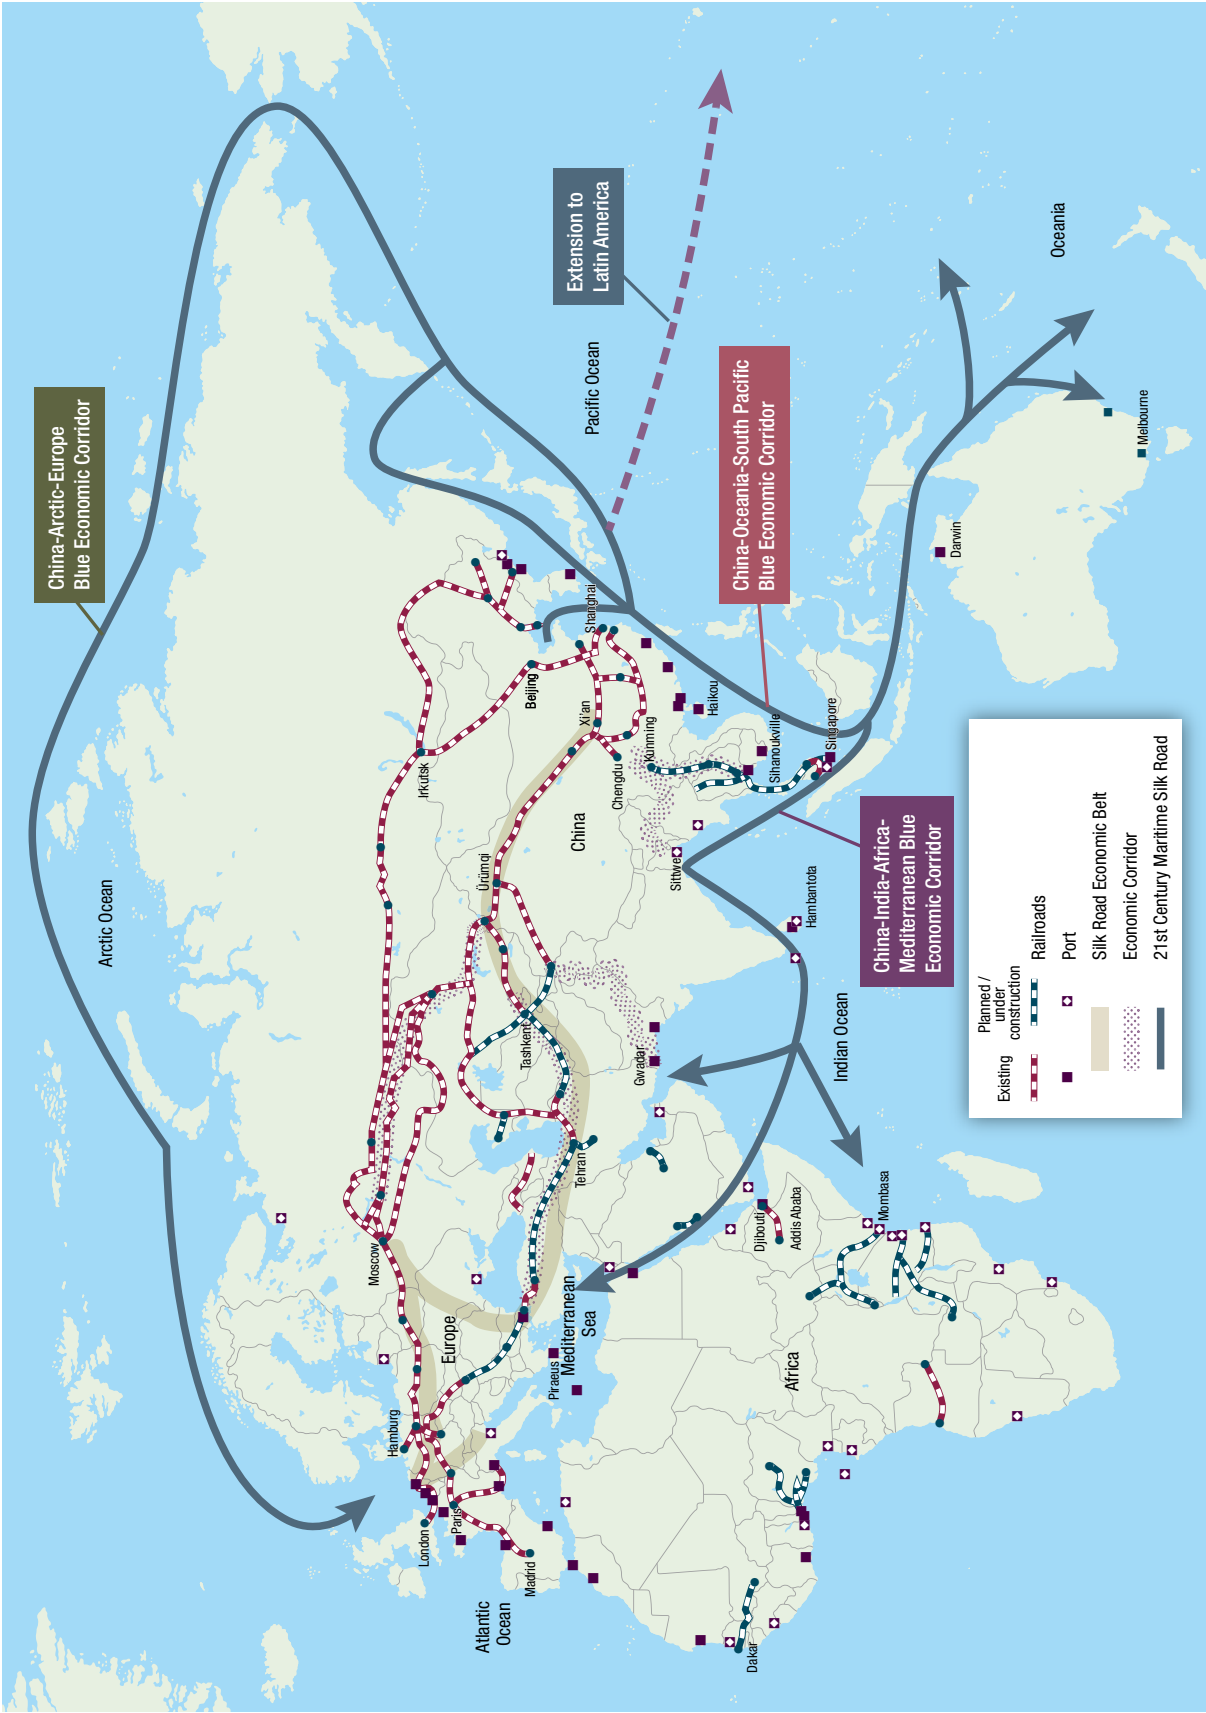 China-Arctic-Europe
Blue Economic Corridor
Arctic Ocean
Extension to
Latin America
Pacific Ocean
Oceania
China-Oceania-South Pacific
Blue Economic Corridor
China-India-Africa-
Mediterranean Blue
Economic Corridor
Indian Ocean
Atlantic
Ocean
Mediterranean
Sea
Europe
Africa
China
London
Paris
Madrid
Hamburg
Moscow
Piraeus
Tehran
Tashkent
Ürümqi
Irkutsk
Beijing
Xi'an
Shanghai
Chengdu
Kunming
Haikou
Sihanoukville
Singapore
Sittwe
Hambantota
Gwadar
Djibouti
Addis Ababa
Mombasa
Dakar
Darwin
Melbourne
Existing
Planned /
under
construction
Railroads
Port
Silk Road Economic Belt
Economic Corridor
21st Century Maritime Silk Road